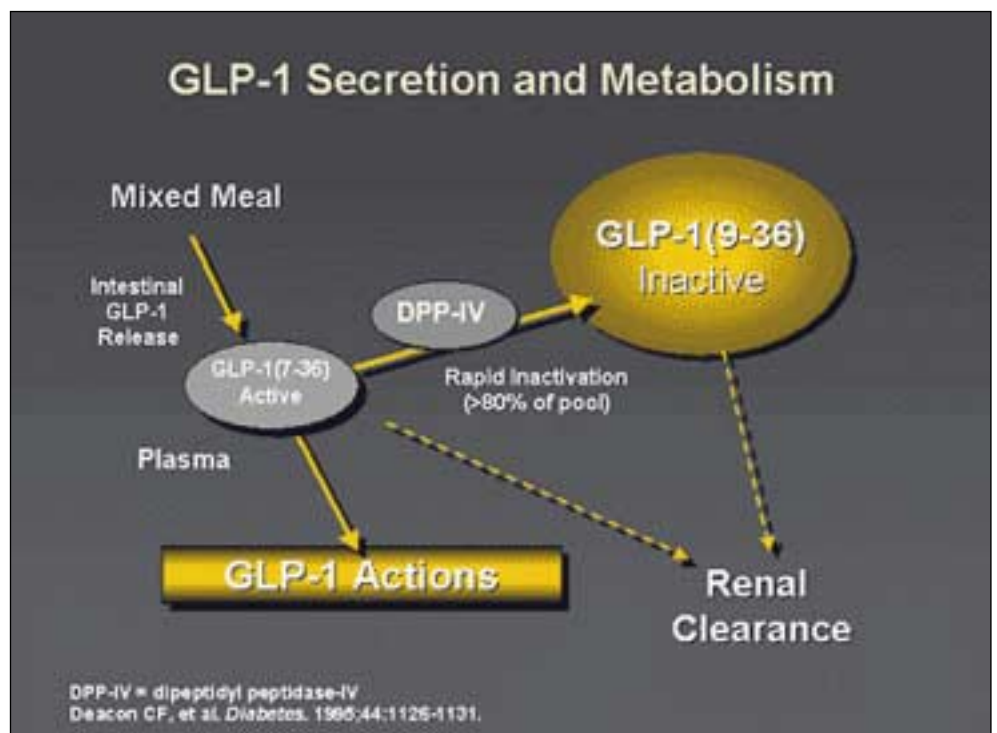 GLP-1 Secretion and Metabolism
Mixed Meal
Intestinal
GLP-1
Release
GLP-1(7-36)
Active
DPP-IV
GLP-1(9-36)
Inactive
Rapid Inactivation
(>80% of pool)
Plasma
GLP-1 Actions
Renal
Clearance
DPP-IV = dipeptidyl peptidase-IV
Deacon CF, et al. Diabetes. 1995;44:1126-1131.